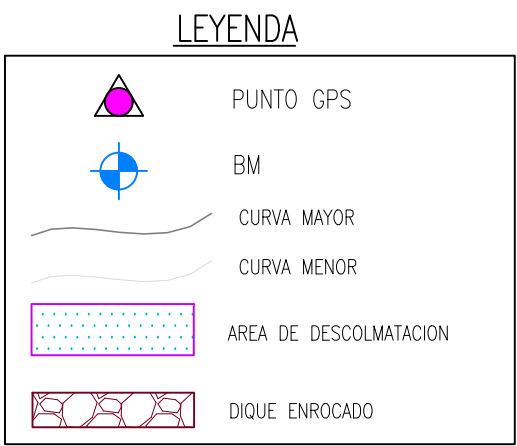 LEYENDA
PUNTO GPS
BM
CURVA MAYOR
CURVA MENOR
AREA DE DESCOLMATACION
DIQUE ENROCADO